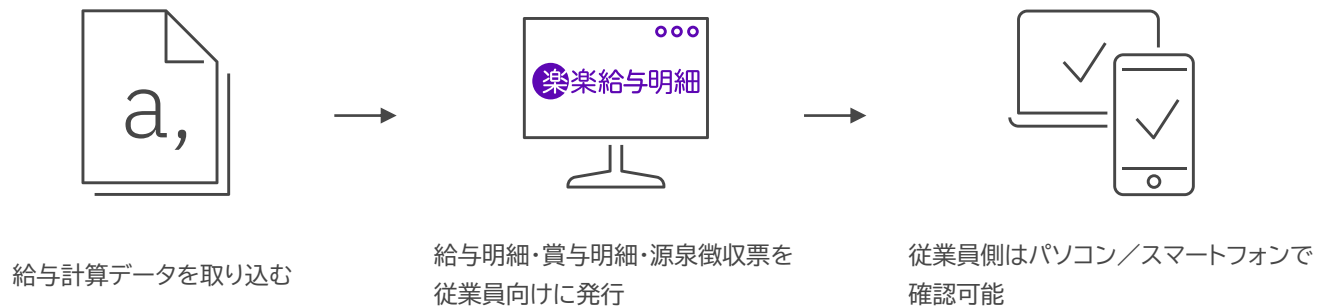 a,
楽楽給与明細
給与計算データを取り込む
給与明細・賞与明細・源泉徴収票を
従業員向けに発行
従業員側はパソコン／スマートフォンで
確認可能